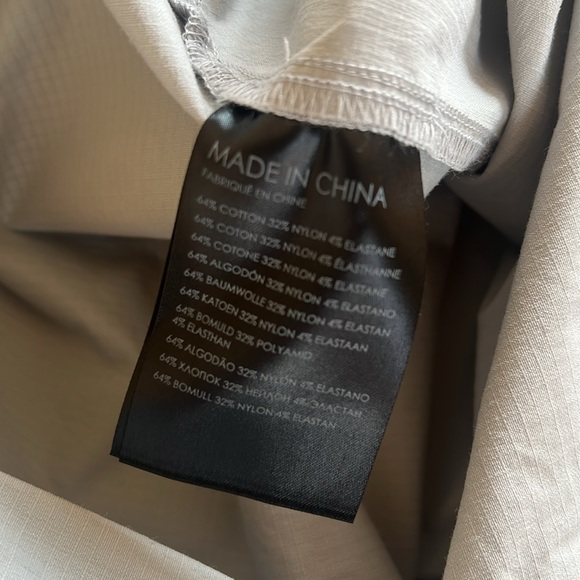 MADE IN CHINA
FABRIQUÉ EN CHINE
64% COTTON 32% NYLON 4% ELASTANE
64% COTON 32% NYLON 4% ÉLASTHANNE
64% COTONE 32% NYLON 4% ELASTANE
64% ALGODÓN 32% NYLON 4% ELASTANO
64% BAUMWOLLE 32% NYLON 4% ELASTAN
64% KATOEN 32% NYLON 4% ELASTAAN
64% BOMULD 32% POLYAMID
4% ELASTHAN
64% ALGODÃO 32% NYLON 4% ELASTANO
64% ХЛОПОК 32% НЕЙЛОН 4% ЭЛАСТАН
64% BOMULL 32% NYLON 4% ELASTAN